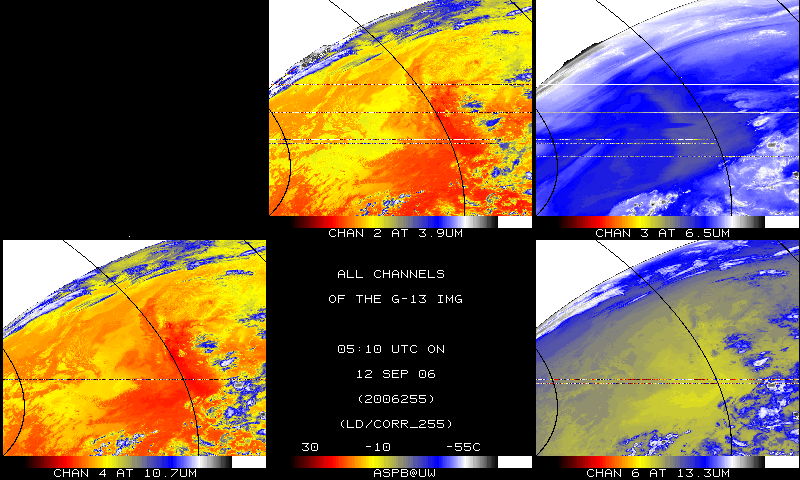 CHAN 2 AT 3.9UM
CHAN 3 AT 6.5UM
ALL CHANNELS
OF THE G-13 IMG
05:10 UTC ON
12 SEP 06
(2006255)
(LD/CORR_255)
30 -10 -55C
CHAN 4 AT 10.7UM
ASPB@UW
CHAN 6 AT 13.3UM